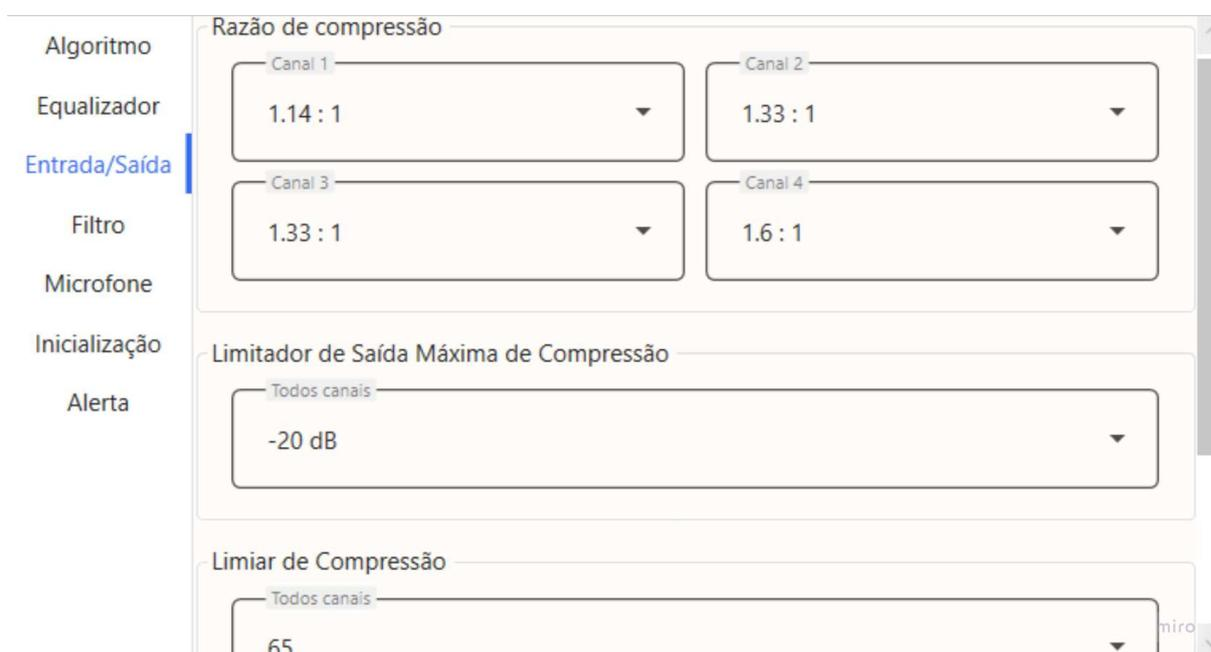 Algoritmo
Equalizador
Entrada/Saída
Filtro
Microfone
Inicialização
Alerta
Razão de compressão
Canal 1
1.14 : 1
Canal 2
1.33 : 1
Canal 3
1.33 : 1
Canal 4
1.6 : 1
Limitador de Saída Máxima de Compressão
Todos canais
-20 dB
Limiar de Compressão
Todos canais
65
miro